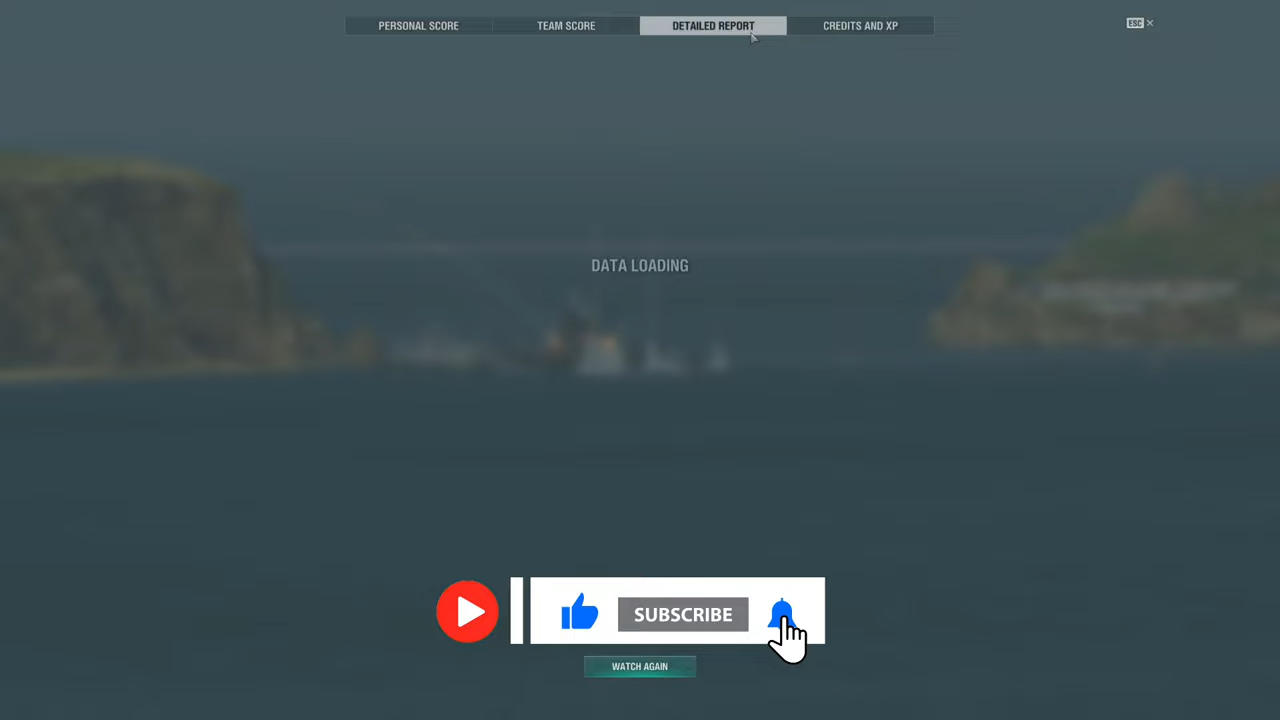 PERSONAL SCORE
TEAM SCORE
DETAILED REPORT
CREDITS AND XP
ESC
DATA LOADING
SUBSCRIBE
WATCH AGAIN